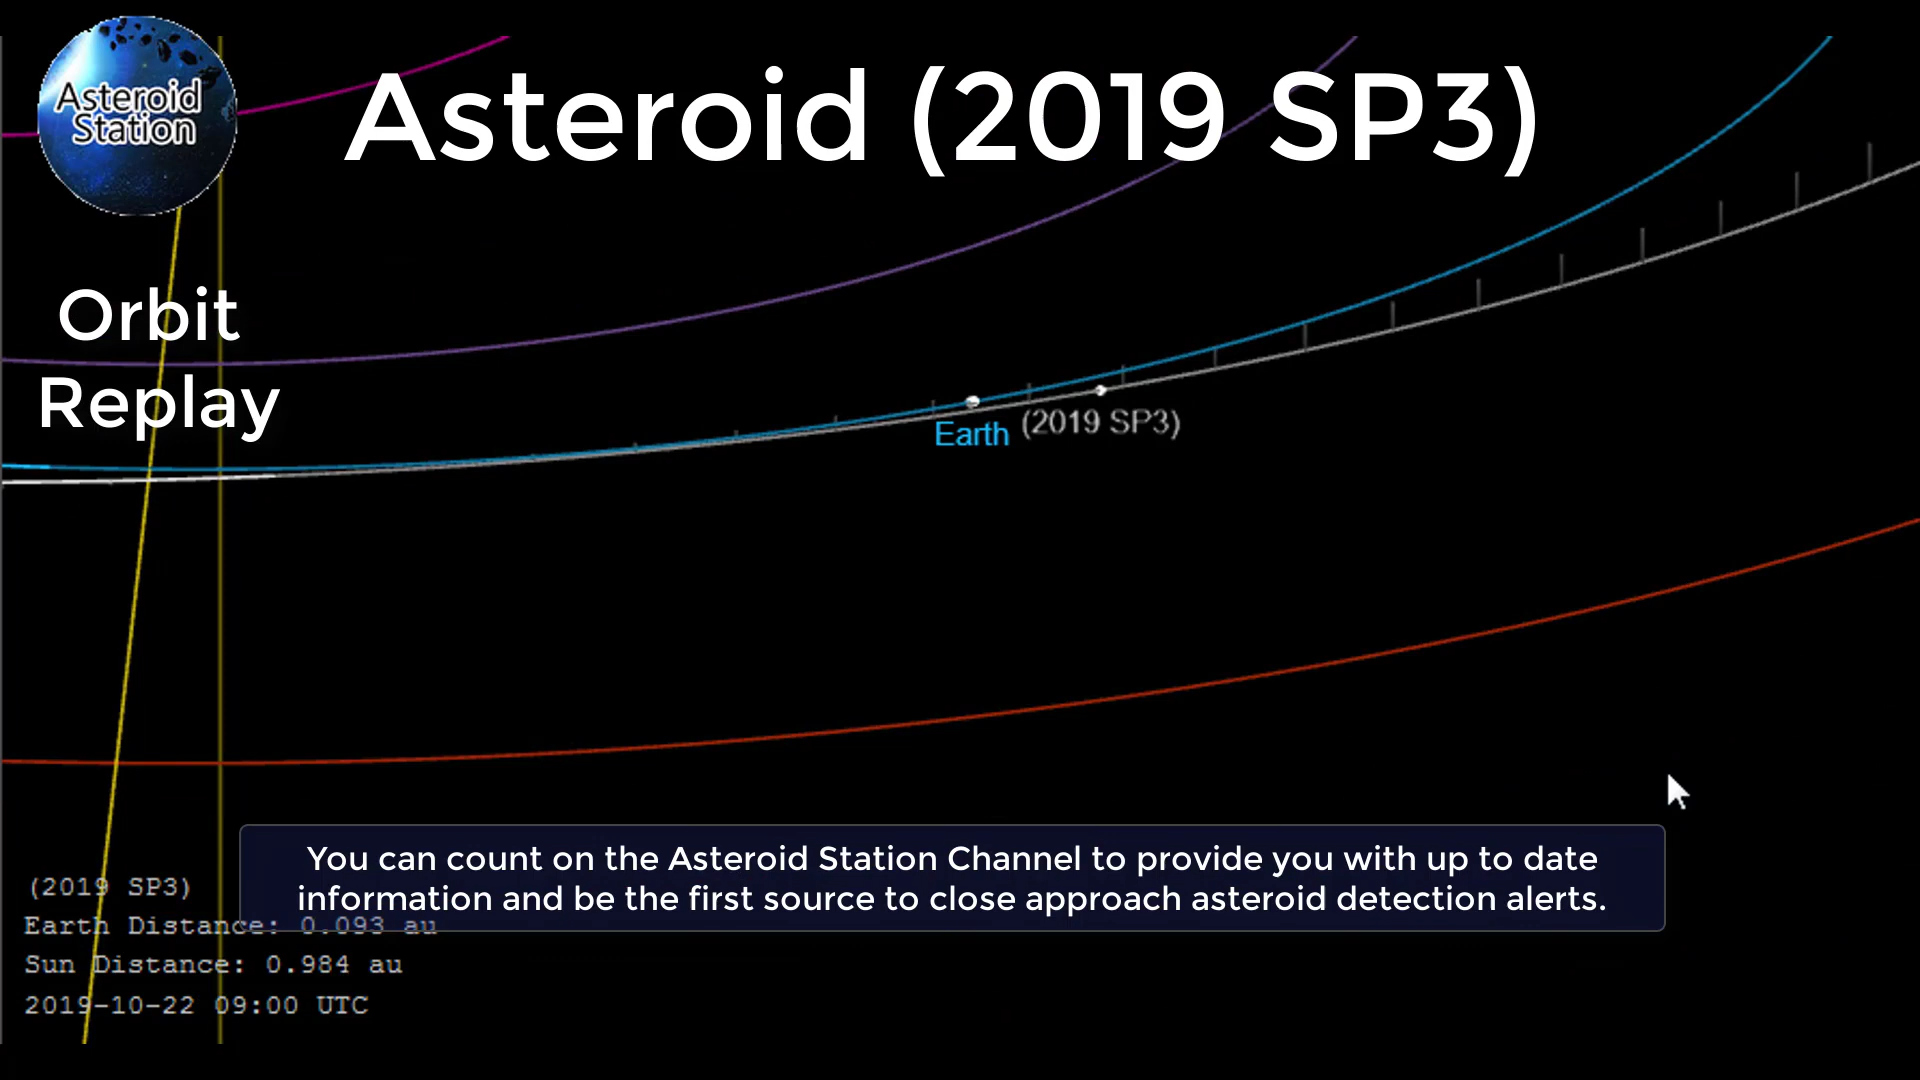 Asteroid
Station
Asteroid (2019 SP3)
Orbit
Replay
Earth
(2019 SP3)
You can count on the Asteroid Station Channel to provide you with up to date
information and be the first source to close approach asteroid detection alerts.
(2019 SP3)
Earth Distance: 0.093 au
Sun Distance: 0.984 au
2019-10-22 09:00 UTC